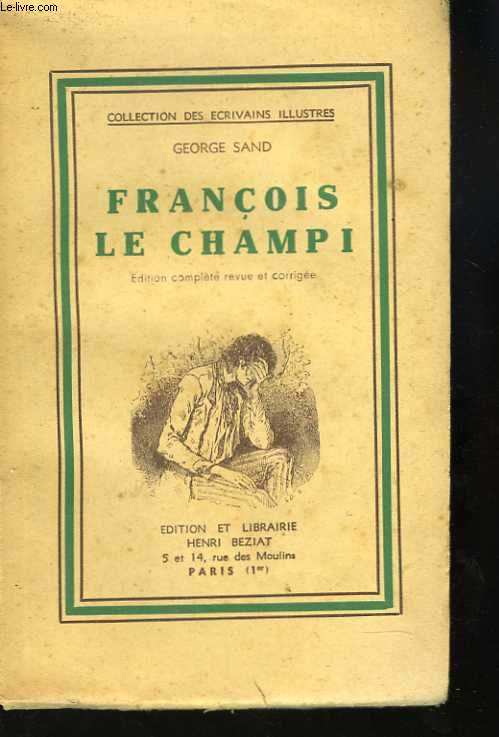 Le-livre.com
COLLECTION DES ECRIVAINS ILLUSTRES
GEORGE SAND
FRANÇOIS
LE CHAMPI
Edition complète revue et corrigée
EDITION ET LIBRAIRIE
HENRI BEZIAT
5 et 14, rue des Moulins
PARIS (1er)